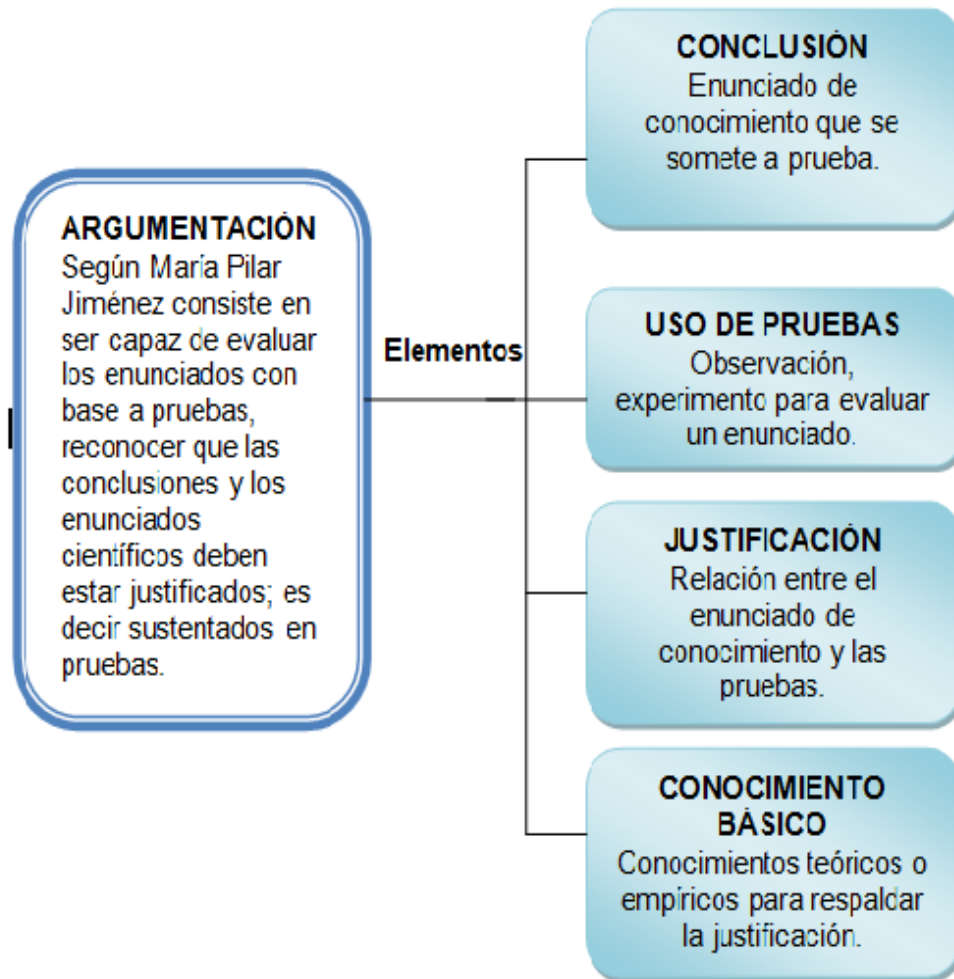 ARGUMENTACIÓN
Según María Pilar
Jiménez consiste en
ser capaz de evaluar
los enunciados con
base a pruebas,
reconocer que las
conclusiones y los
enunciados
científicos deben
estar justificados; es
decir sustentados en
pruebas.
Elementos
CONCLUSIÓN
Enunciado de
conocimiento que se
somete a prueba.
USO DE PRUEBAS
Observación,
experimento para evaluar
un enunciado.
JUSTIFICACIÓN
Relación entre el
enunciado de
conocimiento y las
pruebas.
CONOCIMIENTO
BÁSICO
Conocimientos teóricos o
empíricos para respaldar
la justificación.